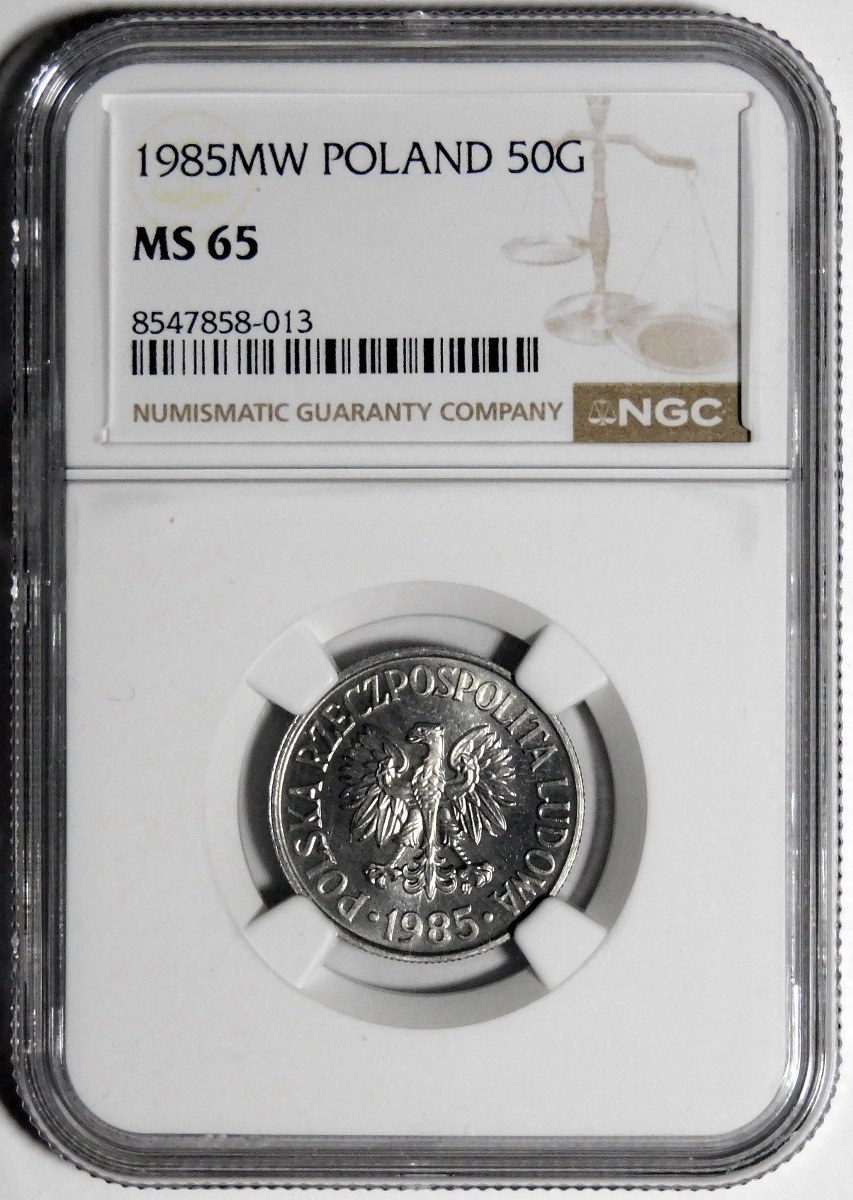 1985MW POLAND 50G
MS 65
8547858-013
NUMISMATIC GUARANTY COMPANY NGC
POLSKA RZECZPOSPOLITA LUDOWA
· 1985 ·